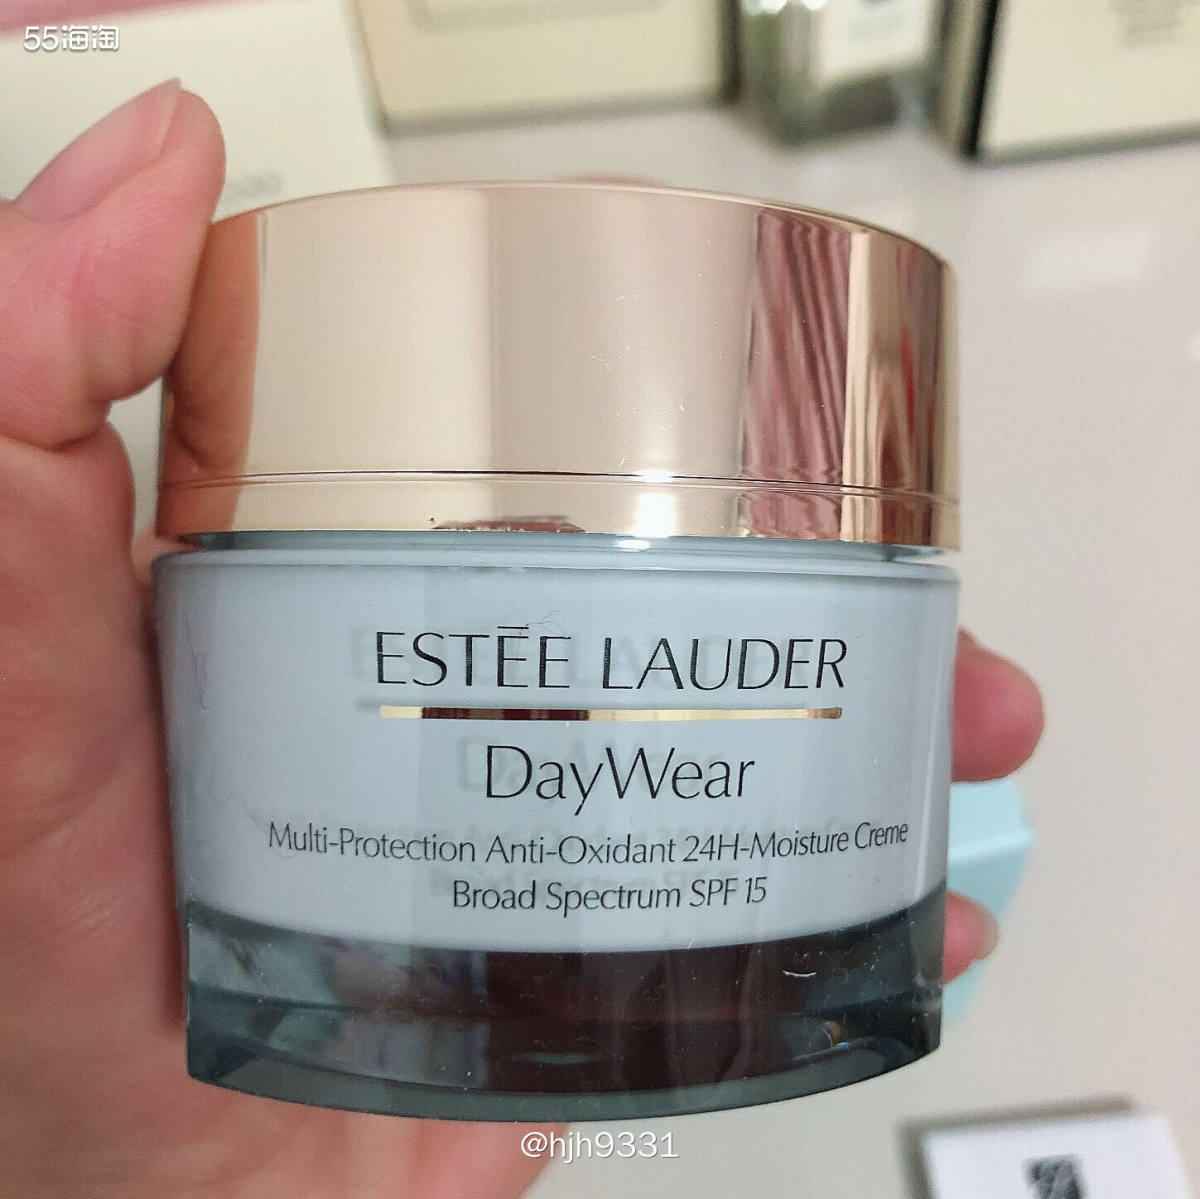 55海淘
ESTĒE LAUDER
DayWear
Multi-Protection Anti-Oxidant 24H-Moisture Creme
Broad Spectrum SPF 15
@hjh9331